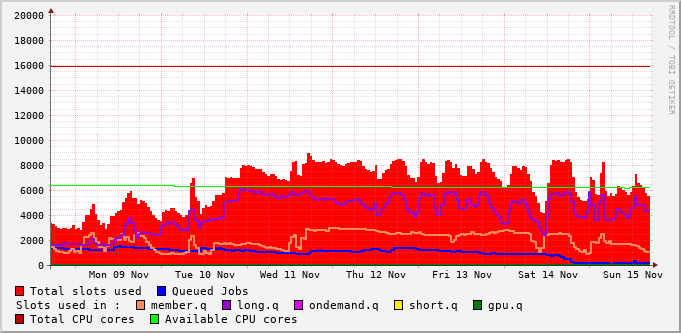 20000
18000
16000
14000
12000
10000
8000
6000
4000
2000
0
Mon 09 Nov Tue 10 Nov Wed 11 Nov Thu 12 Nov Fri 13 Nov Sat 14 Nov Sun 15 Nov
RRDTOOL / TOBI OETIKER
Total slots used Queued Jobs
Slots used in : member.q long.q ondemand.q short.q gpu.q
Total CPU cores Available CPU cores